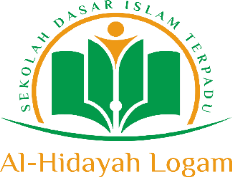 SEKOLAH DASAR ISLAM TERPADU
Al-Hidayah Logam